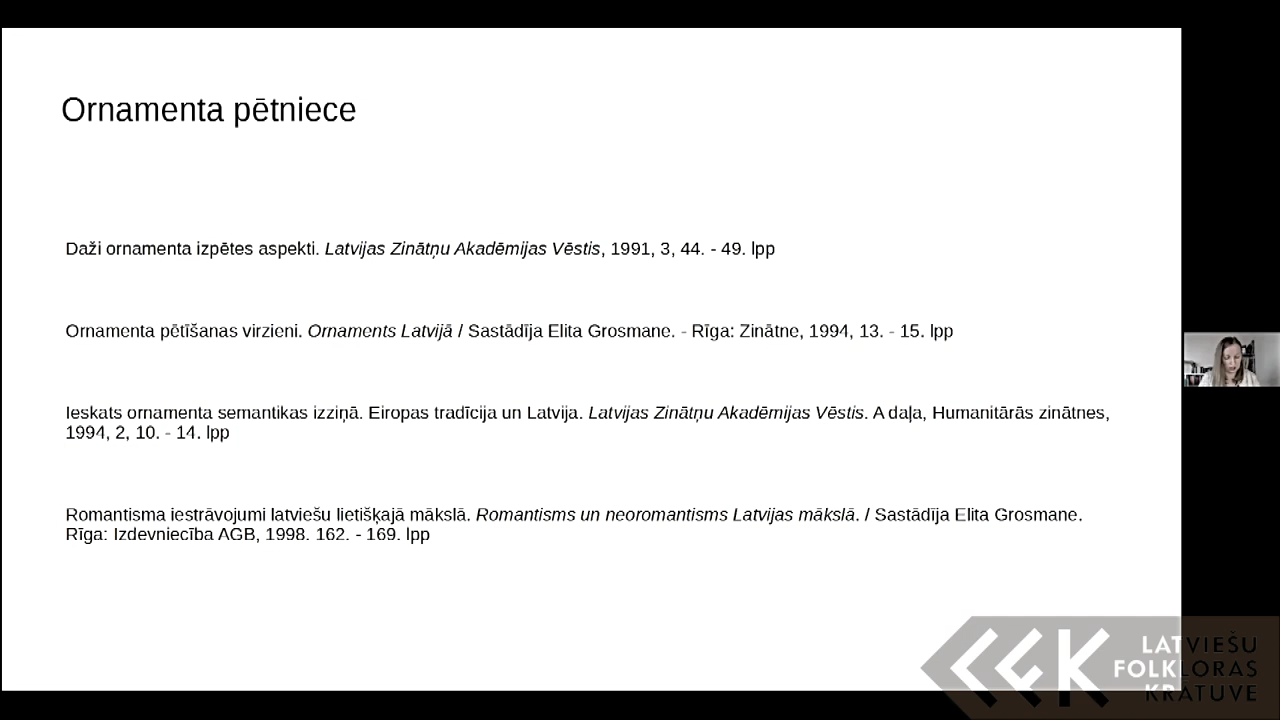 Ornamenta pētniece
Daži ornamenta izpētes aspekti. Latvijas Zinātņu Akadēmijas Vēstis, 1991, 3, 44. - 49. lpp
Ornamenta pētīšanas virzieni. Ornaments Latvijā / Sastādīja Elita Grosmane. - Rīga: Zinātne, 1994, 13. - 15. lpp
Ieskats ornamenta semantikas izziņā. Eiropas tradīcija un Latvija. Latvijas Zinātņu Akadēmijas Vēstis. A daļa, Humanitārās zinātnes,
1994, 2, 10. - 14. lpp
Romantisma iestrāvojumi latviešu lietišķajā mākslā. Romantisms un neoromantisms Latvijas mākslā. / Sastādīja Elita Grosmane.
Rīga: Izdevniecība AGB, 1998. 162. - 169. lpp
LFK
LATVIEŠU
FOLKLORAS
KRĀTUVE